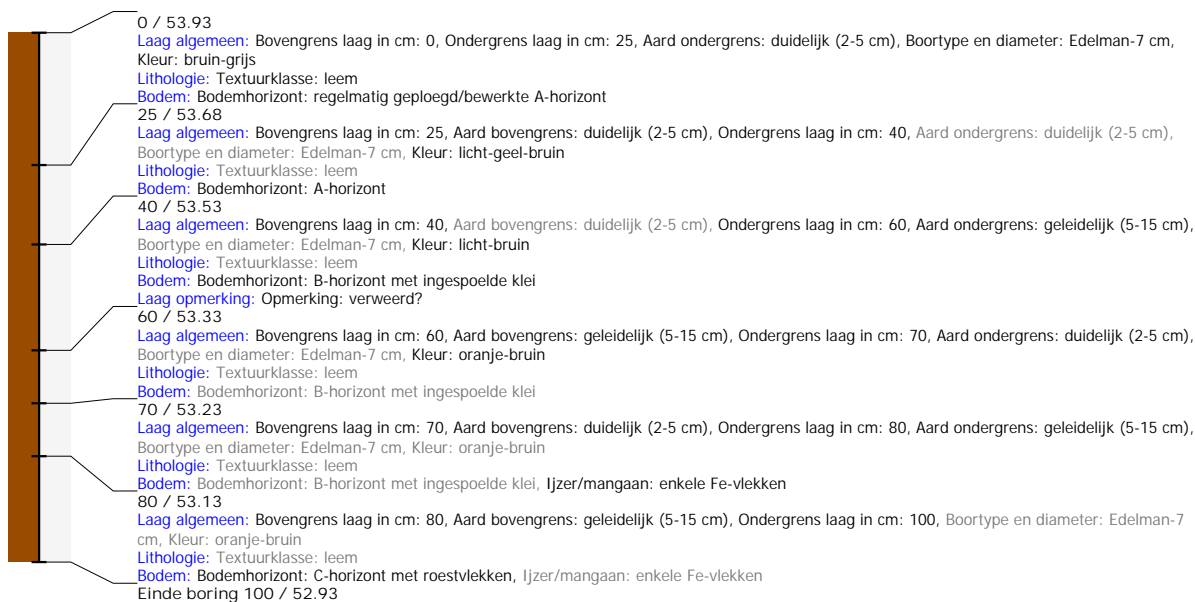 0 / 53.93
Laag algemeen: Bovengrens laag in cm: 0, Ondergrens laag in cm: 25, Aard ondergrens: duidelijk (2-5 cm), Boortype en diameter: Edelman-7 cm,
Kleur: bruin-grijs
Lithologie: Textuurklasse: leem
Bodem: Bodemhorizont: regelmatig geploegd/bewerkte A-horizont
25 / 53.68
Laag algemeen: Bovengrens laag in cm: 25, Aard bovengrens: duidelijk (2-5 cm), Ondergrens laag in cm: 40, Aard ondergrens: duidelijk (2-5 cm),
Boortype en diameter: Edelman-7 cm, Kleur: licht-geel-bruin
Lithologie: Textuurklasse: leem
Bodem: Bodemhorizont: A-horizont
40 / 53.53
Laag algemeen: Bovengrens laag in cm: 40, Aard bovengrens: duidelijk (2-5 cm), Ondergrens laag in cm: 60, Aard ondergrens: geleidelijk (5-15 cm),
Boortype en diameter: Edelman-7 cm, Kleur: licht-bruin
Lithologie: Textuurklasse: leem
Bodem: Bodemhorizont: B-horizont met ingespoelde klei
Laag opmerking: Opmerking: verweerd?
60 / 53.33
Laag algemeen: Bovengrens laag in cm: 60, Aard bovengrens: geleidelijk (5-15 cm), Ondergrens laag in cm: 70, Aard ondergrens: duidelijk (2-5 cm),
Boortype en diameter: Edelman-7 cm, Kleur: oranje-bruin
Lithologie: Textuurklasse: leem
Bodem: Bodemhorizont: B-horizont met ingespoelde klei
70 / 53.23
Laag algemeen: Bovengrens laag in cm: 70, Aard bovengrens: duidelijk (2-5 cm), Ondergrens laag in cm: 80, Aard ondergrens: geleidelijk (5-15 cm),
Boortype en diameter: Edelman-7 cm, Kleur: oranje-bruin
Lithologie: Textuurklasse: leem
Bodem: Bodemhorizont: B-horizont met ingespoelde klei, Ijzer/mangaan: enkele Fe-vlekken
80 / 53.13
Laag algemeen: Bovengrens laag in cm: 80, Aard bovengrens: geleidelijk (5-15 cm), Ondergrens laag in cm: 100, Boortype en diameter: Edelman-7
cm, Kleur: oranje-bruin
Lithologie: Textuurklasse: leem
Bodem: Bodemhorizont: C-horizont met roestvlekken, Ijzer/mangaan: enkele Fe-vlekken
Einde boring 100 / 52.93